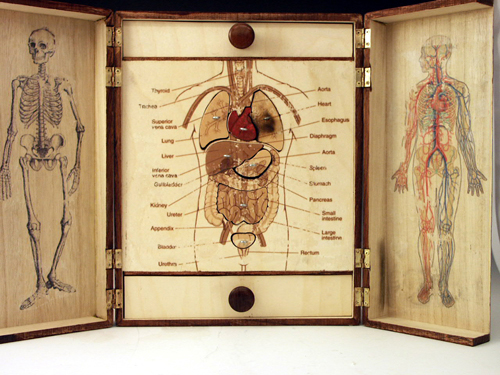 Thyroid
Trachea
Superior
vena cava
Lung
Liver
Inferior
vena cava
Gallbladder
Kidney
Ureter
Appendix
Bladder
Urethra
Aorta
Heart
Esophagus
Diaphragm
Aorta
Spleen
Stomach
Pancreas
Small
intestine
Large
intestine
Rectum